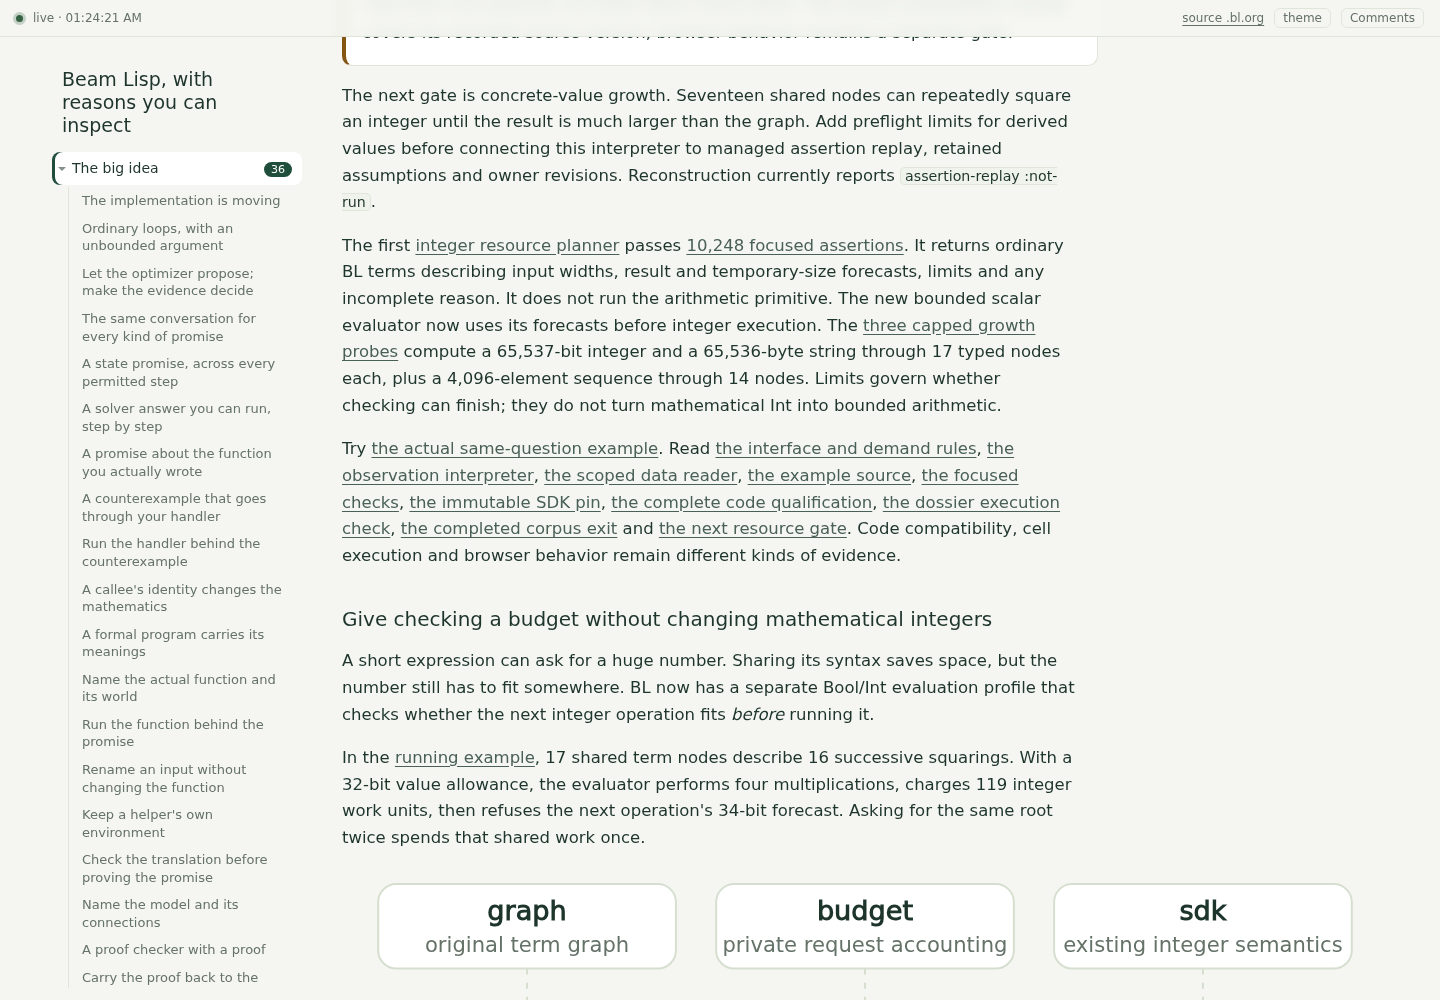 live · 01:24:21 AM
source .bl.org
theme
Comments
Beam Lisp, with
reasons you can
inspect
The big idea
36
The implementation is moving
Ordinary loops, with an
unbounded argument
Let the optimizer propose;
make the evidence decide
The same conversation for
every kind of promise
A state promise, across every
permitted step
A solver answer you can run,
step by step
A promise about the function
you actually wrote
A counterexample that goes
through your handler
Run the handler behind the
counterexample
A callee's identity changes the
mathematics
A formal program carries its
meanings
Name the actual function and
its world
Run the function behind the
promise
Rename an input without
changing the function
Keep a helper's own
environment
Check the translation before
proving the promise
Name the model and its
connections
A proof checker with a proof
Carry the proof back to the
covers its recorded source version; browser behavior remains a separate gate.
The next gate is concrete-value growth. Seventeen shared nodes can repeatedly square
an integer until the result is much larger than the graph. Add preflight limits for derived
values before connecting this interpreter to managed assertion replay, retained
assumptions and owner revisions. Reconstruction currently reports assertion-replay :not-
run.
The first integer resource planner passes 10,248 focused assertions. It returns ordinary
BL terms describing input widths, result and temporary-size forecasts, limits and any
incomplete reason. It does not run the arithmetic primitive. The new bounded scalar
evaluator now uses its forecasts before integer execution. The three capped growth
probes compute a 65,537-bit integer and a 65,536-byte string through 17 typed nodes
each, plus a 4,096-element sequence through 14 nodes. Limits govern whether
checking can finish; they do not turn mathematical Int into bounded arithmetic.
Try the actual same-question example. Read the interface and demand rules, the
observation interpreter, the scoped data reader, the example source, the focused
checks, the immutable SDK pin, the complete code qualification, the dossier execution
check, the completed corpus exit and the next resource gate. Code compatibility, cell
execution and browser behavior remain different kinds of evidence.
Give checking a budget without changing mathematical integers
A short expression can ask for a huge number. Sharing its syntax saves space, but the
number still has to fit somewhere. BL now has a separate Bool/Int evaluation profile that
checks whether the next integer operation fits before running it.
In the running example, 17 shared term nodes describe 16 successive squarings. With a
32-bit value allowance, the evaluator performs four multiplications, charges 119 integer
work units, then refuses the next operation's 34-bit forecast. Asking for the same root
twice spends that shared work once.
graph
original term graph
budget
private request accounting
sdk
existing integer semantics